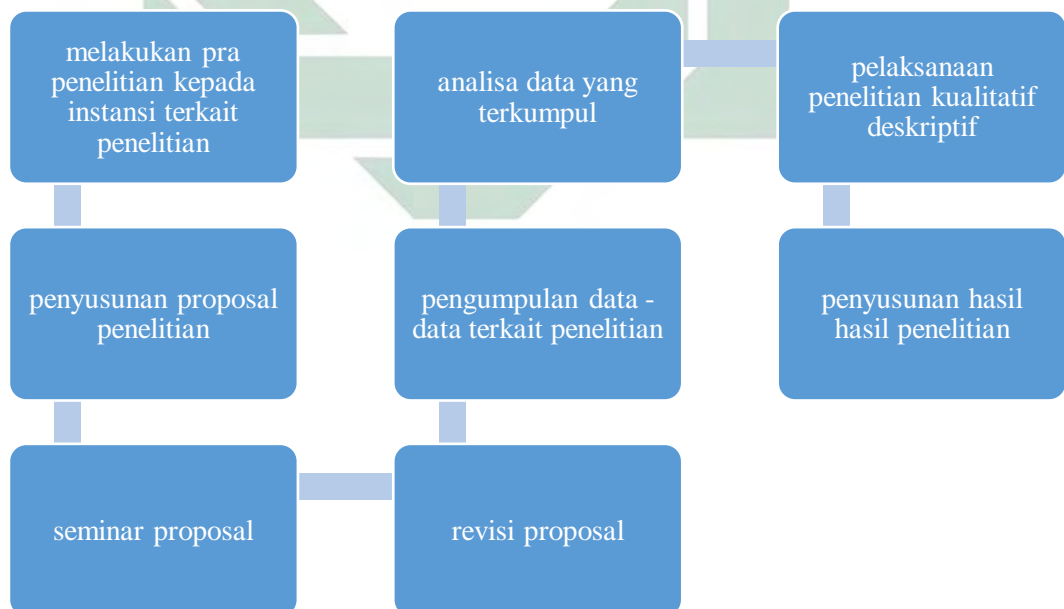 melakukan pra
penelitian kepada
instansi terkait
penelitian
penyusunan proposal
penelitian
seminar proposal
revisi proposal
pengumpulan data -
data terkait penelitian
analisa data yang
terkumpul
pelaksanaan
penelitian kualitatif
deskriptif
penyusunan hasil
hasil penelitian